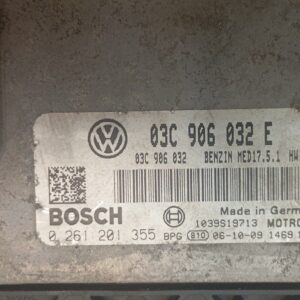 03C 906 032 E
03C 906 032 BENZIN MED17.5.1 HW
BOSCH
Made in Germ
1039S19713 MOTRO
0 261 201 355 BPG 810 06-10-09 1469